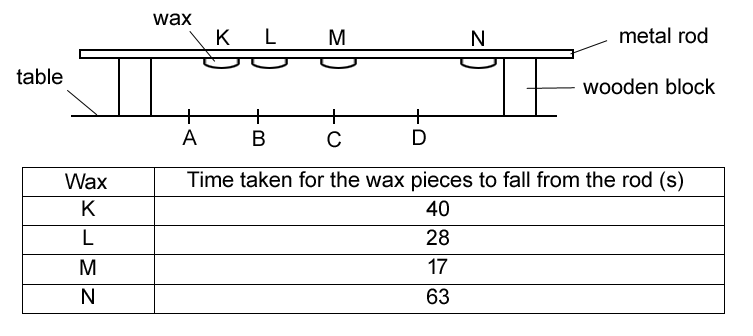 wax
K L M N
metal rod
table
wooden block
A B C D
Wax Time taken for the wax pieces to fall from the rod (s)
K 40
L 28
M 17
N 63